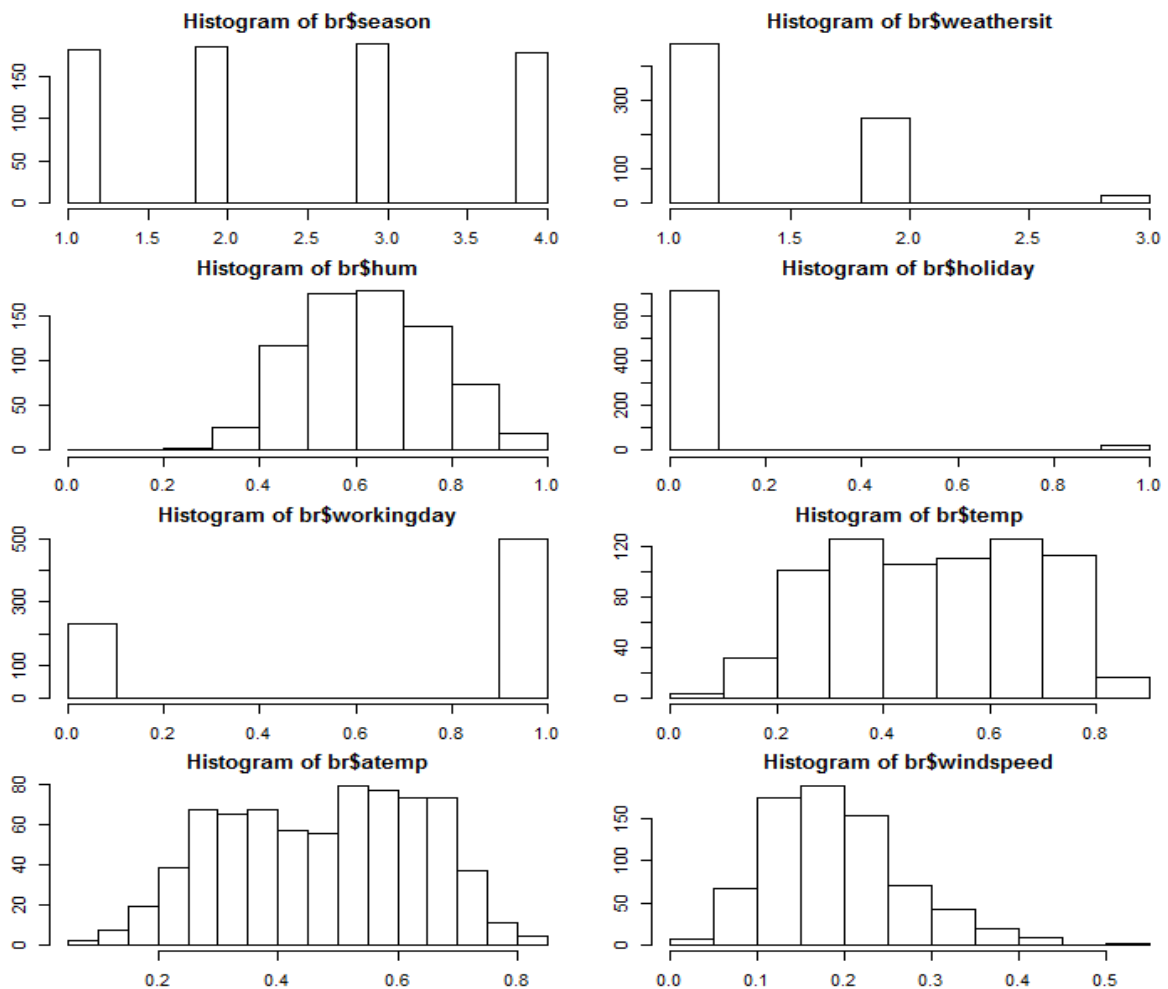 Histogram of br$season
150
100
50
0
1.0 1.5 2.0 2.5 3.0 3.5 4.0
Histogram of br$weathersit
300
100
0
1.0 1.5 2.0 2.5 3.0
Histogram of br$hum
150
100
50
0
0.0 0.2 0.4 0.6 0.8 1.0
Histogram of br$holiday
600
400
200
0
0.0 0.2 0.4 0.6 0.8 1.0
Histogram of br$workingday
500
300
100
0
0.0 0.2 0.4 0.6 0.8 1.0
Histogram of br$temp
120
80
40
0
0.0 0.2 0.4 0.6 0.8
Histogram of br$atemp
80
60
40
20
0
0.2 0.4 0.6 0.8
Histogram of br$windspeed
150
100
50
0
0.0 0.1 0.2 0.3 0.4 0.5